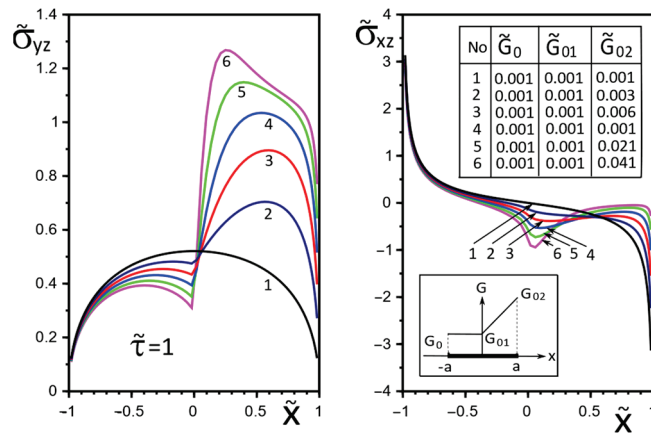 σ̃yz
1.4
1.2
1.0
0.8
0.6
0.4
0.2
0
6
5
4
3
2
1
τ̃=1
-1
-0.5
0
0.5
1
x̃
σ̃xz
4
3
2
1
0
-1
-2
-3
-4
No G̃0 G̃01 G̃02
1 0.001 0.001 0.001
2 0.001 0.001 0.003
3 0.001 0.001 0.006
4 0.001 0.001 0.001
5 0.001 0.001 0.021
6 0.001 0.001 0.041
1 2 3 6 5 4
G
G02
G0
G01
x
-a
a
-1
-0.5
0
0.5
1
x̃